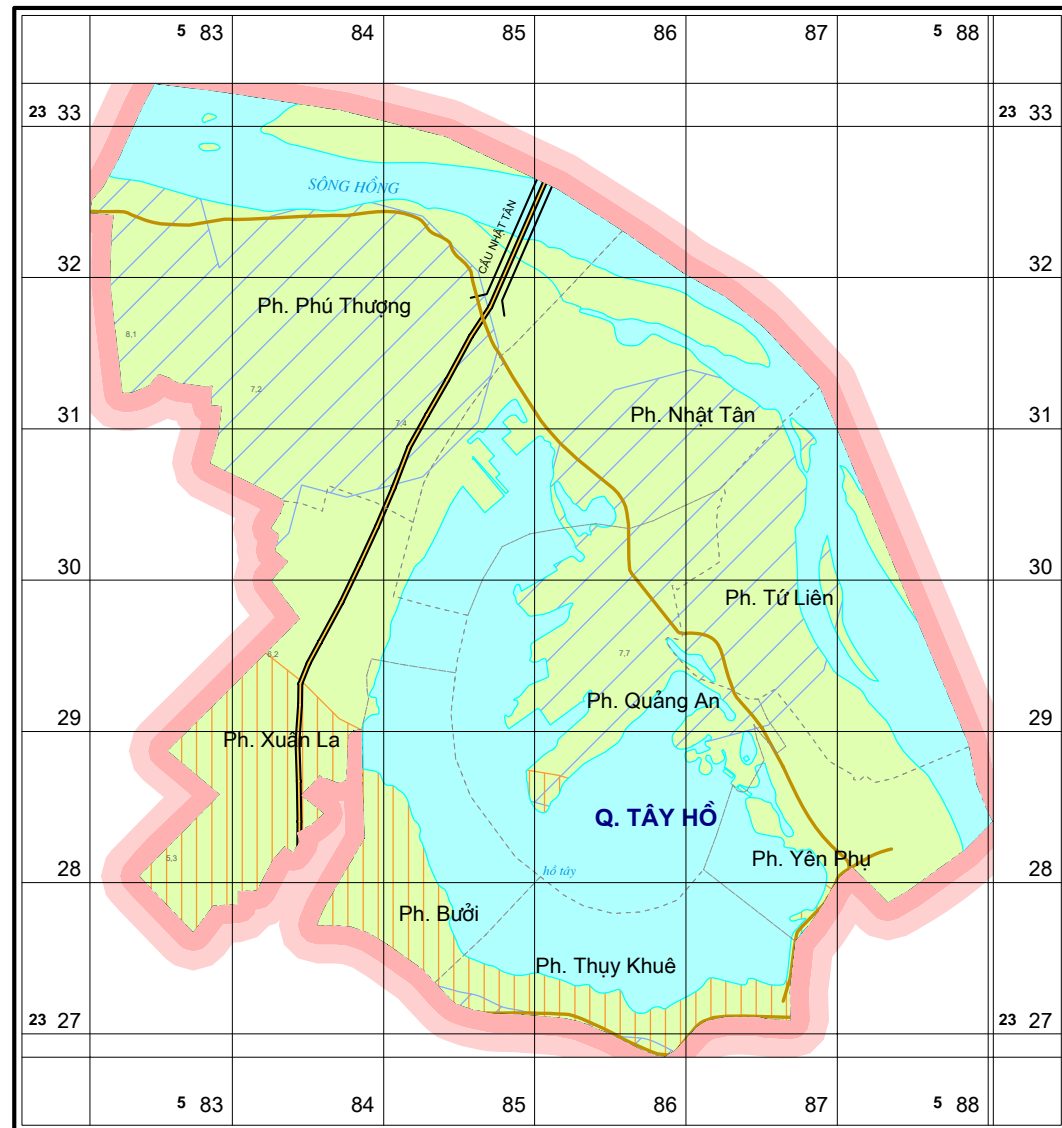 5 83 84 85 86 87 5 88
23 33 23 33
SÔNG HỒNG
CẦU NHẬT TÂN
32 32
Ph. Phú Thượng
8,1
7,2
31 31
7,4
Ph. Nhật Tân
30 30
Ph. Tứ Liên
6,2
7,7
Ph. Quảng An
29 29
Ph. Xuân La
Q. TÂY HỒ
5,3
Ph. Yên Phụ
hồ tây
28 28
Ph. Bưởi
Ph. Thụy Khuê
23 27 23 27
5 83 84 85 86 87 5 88